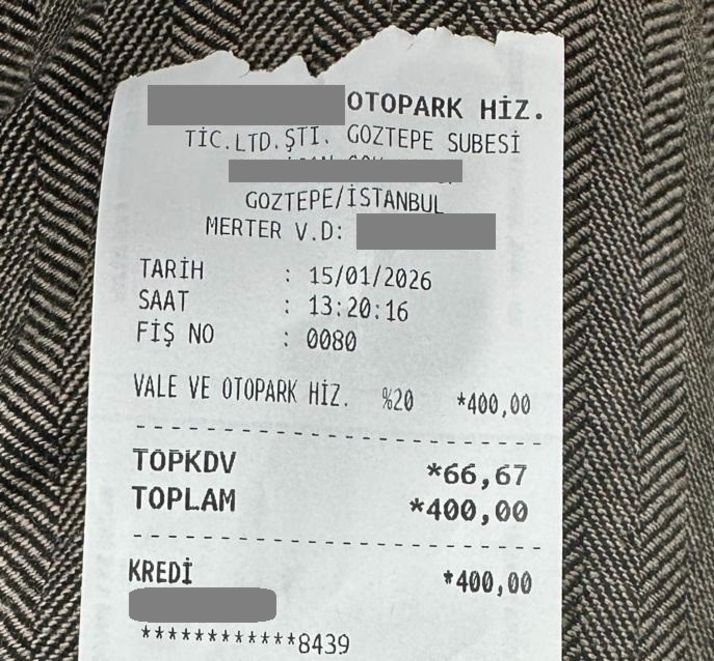 OTOPARK HİZ.
TİC.LTD.ŞTI. GOZTEPE SUBESİ
GOZTEPE/İSTANBUL
MERTER V.D:
TARİH : 15/01/2026
SAAT : 13:20:16
FİŞ NO : 0080
VALE VE OTOPARK HİZ. %20 *400,00
TOPKDV *66,67
TOPLAM *400,00
KREDİ *400,00
************8439